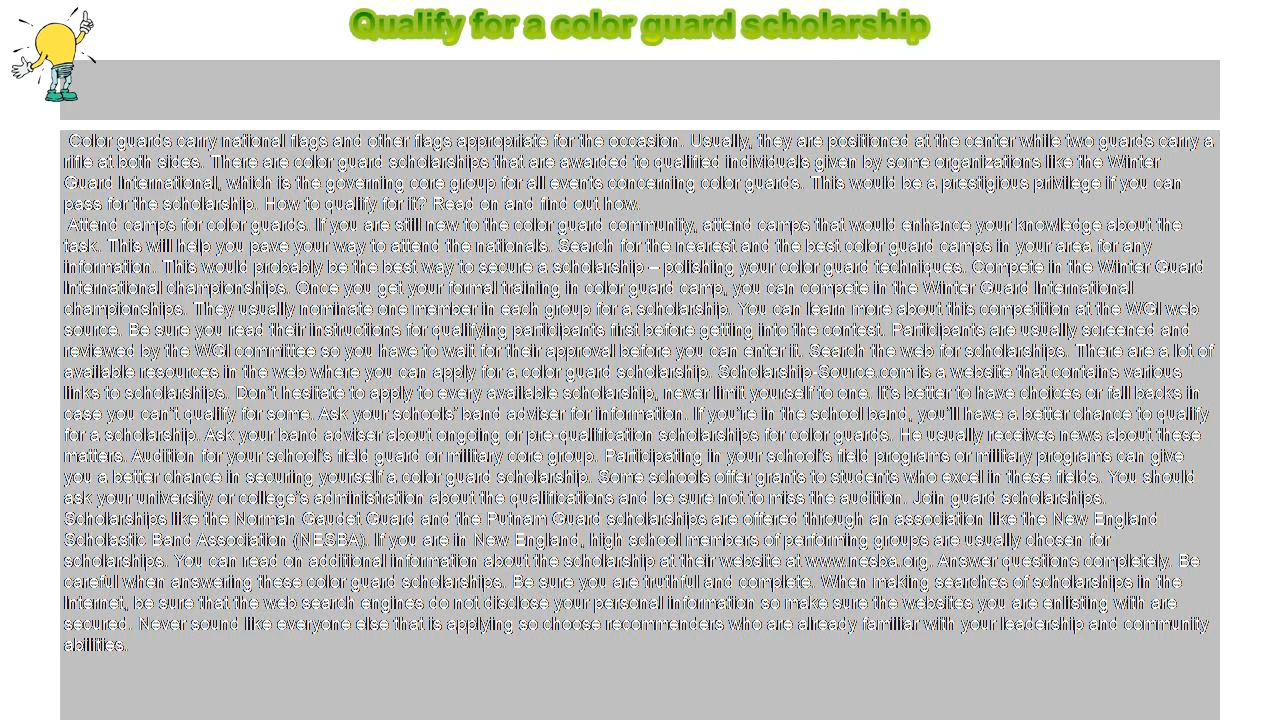 Qualify for a color guard scholarship
Color guards carry national flags and other flags appropriate for the occasion. Usually, they are positioned at the center while two guards carry a
rifle at both sides. There are color guard scholarships that are awarded to qualified individuals given by some organizations like the Winter
Guard International, which is the governing core group for all events concerning color guards. This would be a prestigious privilege if you can
pass for the scholarship. How to qualify for it? Read on and find out how.
Attend camps for color guards. If you are still new to the color guard community, attend camps that would enhance your knowledge about the
task. This will help you pave your way to attend the nationals. Search for the nearest and the best color guard camps in your area for any
information. This would probably be the best way to secure a scholarship – polishing your color guard techniques. Compete in the Winter Guard
International championships. Once you get your formal training in color guard camp, you can compete in the Winter Guard International
championships. They usually nominate one member in each group for a scholarship. You can learn more about this competition at the WGI web
source. Be sure you read their instructions for qualifying participants first before getting into the contest. Participants are usually screened and
reviewed by the WGI committee so you have to wait for their approval before you can enter it. Search the web for scholarships. There are a lot of
available resources in the web where you can apply for a color guard scholarship. Scholarship-Source.com is a website that contains various
links to scholarships. Don't hesitate to apply to every available scholarship, never limit yourself to one. It's better to have choices or fall backs in
case you can't qualify for some. Ask your schools' band adviser for information. If you're in the school band, you'll have a better chance to qualify
for a scholarship. Ask your band adviser about ongoing or pre-qualification scholarships for color guards. He usually receives news about these
matters. Audition for your school's field guard or military core group. Participating in your school's field programs or military programs can give
you a better chance in securing yourself a color guard scholarship. Some schools offer grants to students who excel in these fields. You should
ask your university or college's administration about the qualifications and be sure not to miss the audition. Join guard scholarships.
Scholarships like the Norman Gaudet Guard and the Putnam Guard scholarships are offered through an association like the New England
Scholastic Band Association (NESBA). If you are in New England, high school members of performing groups are usually chosen for
scholarships. You can read on additional information about the scholarship at their website at www.nesba.org. Answer questions completely. Be
careful when answering these color guard scholarships. Be sure you are truthful and complete. When making searches of scholarships in the
Internet, be sure that the web search engines do not disclose your personal information so make sure the websites you are enlisting with are
secured. Never sound like everyone else that is applying so choose recommenders who are already familiar with your leadership and community
abilities.